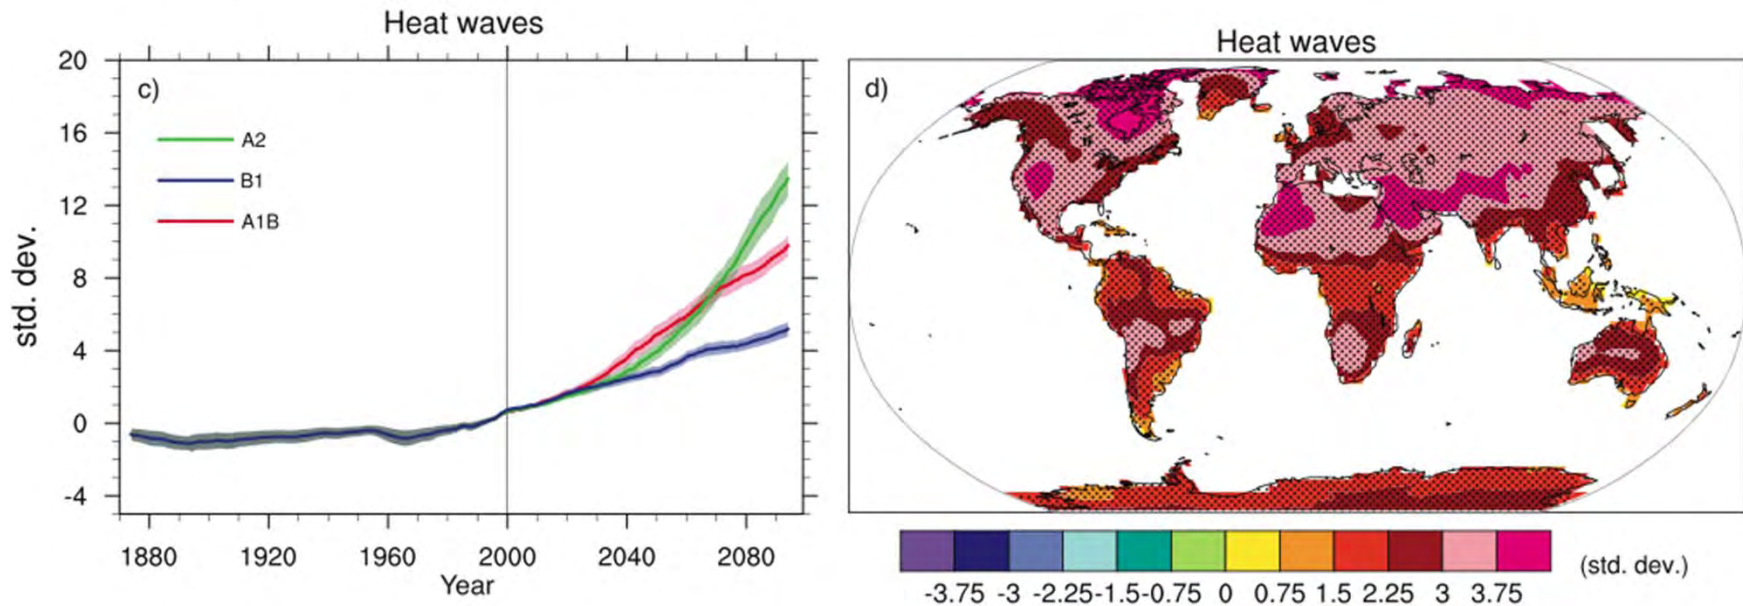 Heat waves
c)
20
16
12
8
4
0
-4
std. dev.
A2
B1
A1B
1880 1920 1960 2000 2040 2080
Year
Heat waves
d)
-3.75 -3 -2.25 -1.5 -0.75 0 0.75 1.5 2.25 3 3.75
(std. dev.)